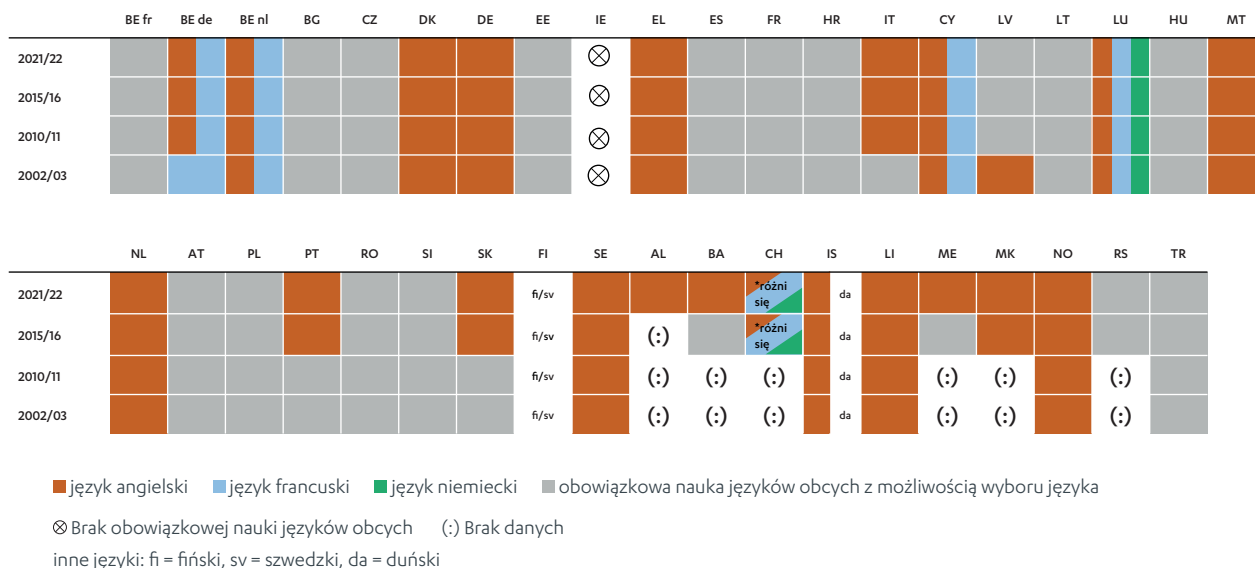 BE fr BE de BE nl BG CZ DK DE EE IE EL ES FR HR IT CY LV LT LU HU MT
2021/22
2015/16
2010/11
2002/03
NL AT PL PT RO SI SK FI SE AL BA CH IS LI ME MK NO RS TR
2021/22 fi/sv *różni się da
2015/16 fi/sv (:) *różni się da
2010/11 fi/sv (:) (:) (:) da (:) (:) (:)
2002/03 fi/sv (:) (:) (:) da (:) (:) (:)
język angielski język francuski język niemiecki obowiązkowa nauka języków obcych z możliwością wyboru języka
Brak obowiązkowej nauki języków obcych (:) Brak danych
inne języki: fi = fiński, sv = szwedzki, da = duński